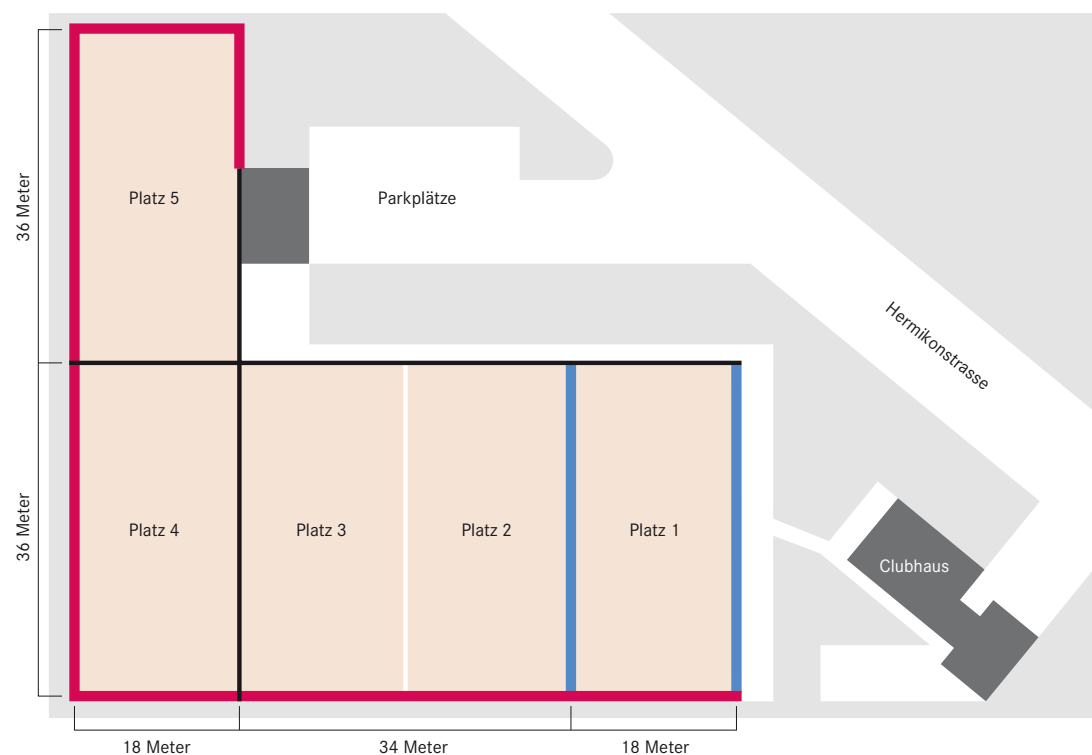 36 Meter
Platz 5
Parkplätze
Hermikonstrasse
36 Meter
Platz 4
Platz 3
Platz 2
Platz 1
Clubhaus
18 Meter
34 Meter
18 Meter